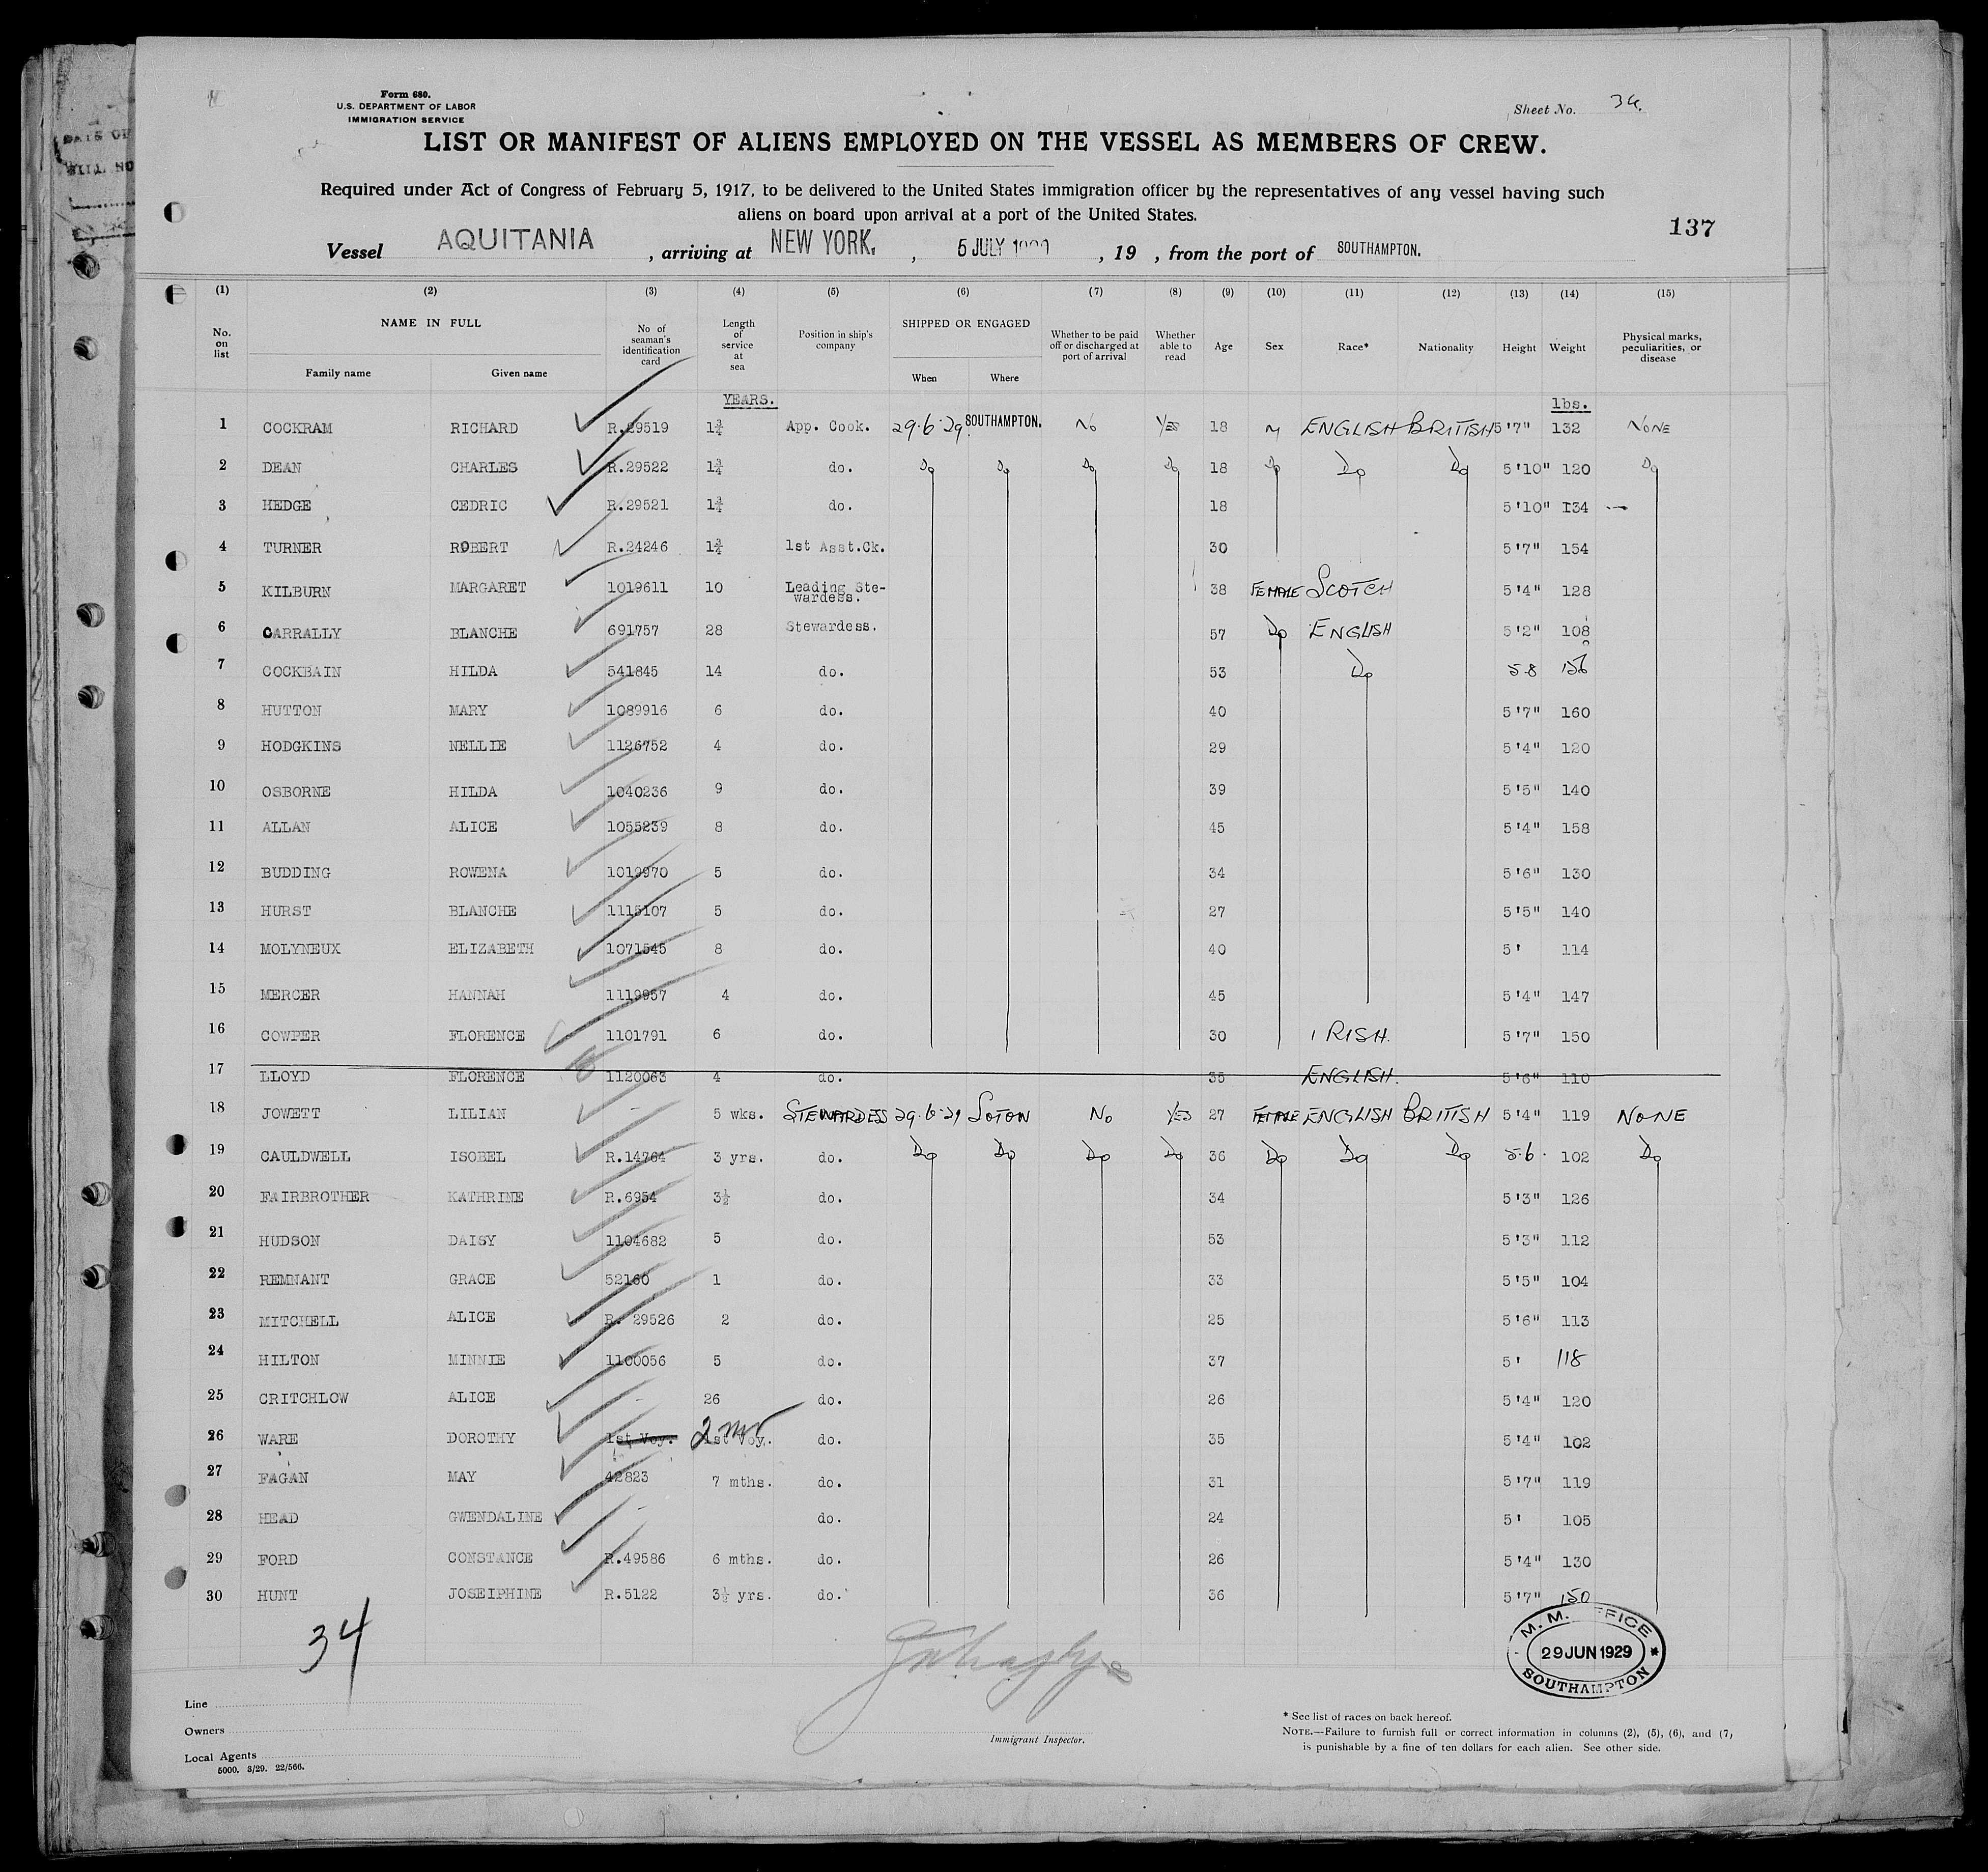 Form 680.
U.S. DEPARTMENT OF LABOR
IMMIGRATION SERVICE
Sheet No. 34.
LIST OR MANIFEST OF ALIENS EMPLOYED ON THE VESSEL AS MEMBERS OF CREW.
Required under Act of Congress of February 5, 1917, to be delivered to the United States immigration officer by the representatives of any vessel having such
aliens on board upon arrival at a port of the United States.
137
Vessel AQUITANIA, arriving at NEW YORK., 5 JULY, 19 , from the port of SOUTHAMPTON.
(1) (2) (3) (4) (5) (6) (7) (8) (9) (10) (11) (12) (13) (14) (15)
No. on list NAME IN FULL Family name Given name No of seaman's identification card Length of service at sea Position in ship's company SHIPPED OR ENGAGED When Where Whether to be paid off or discharged at port of arrival Whether able to read Age Sex Race* Nationality Height Weight Physical marks, peculiarities, or disease
YEARS. lbs.
1 COCKRAM RICHARD R.29519 1¾ App. Cook. 29.6.29 SOUTHAMPTON. No Yes 18 M ENGLISH BRITISH 5'7" 132 NONE
2 DEAN CHARLES R.29522 1¾ do. Do Do Do Do 18 Do Do Do 5'10" 120 Do
3 HEDGE CEDRIC R.29521 1¾ do. 18 5'10" 134
4 TURNER ROBERT R.24246 1¾ 1st Asst.Ck. 30 5'7" 154
5 KILBURN MARGARET 1019611 10 Leading Ste-
wardess. 38 FEMALE SCOTCH 5'4" 128
6 CARRALLY BLANCHE 691757 28 Stewardess. 57 Do ENGLISH 5'2" 108
7 COCKBAIN HILDA 541845 14 do. 53 Do 5.8 156
8 HUTTON MARY 1089916 6 do. 40 5'7" 160
9 HODGKINS NELLIE 1126752 4 do. 29 5'4" 120
10 OSBORNE HILDA 1040236 9 do. 39 5'5" 140
11 ALLAN ALICE 1055239 8 do. 45 5'4" 158
12 BUDDING ROWENA 1019970 5 do. 34 5'6" 130
13 HURST BLANCHE 1115107 5 do. 27 5'5" 140
14 MOLYNEUX ELIZABETH 1071545 8 do. 40 5' 114
15 MERCER HANNAH 1119957 4 do. 45 5'4" 147
16 COWPER FLORENCE 1101791 6 do. 30 IRISH. 5'7" 150
17 LLOYD FLORENCE 1120063 4 do. 35 ENGLISH. 5'6" 110
18 JOWETT LILIAN - 5 wks. STEWARDESS 29.6.29 SOTON No YES 27 FEMALE ENGLISH BRITISH 5'4" 119 NONE
19 CAULDWELL ISOBEL R.14764 3 yrs. do. Do Do Do Do 36 Do Do Do 5.6. 102 Do
20 FAIRBROTHER KATHRINE R.6954 3½ do. 34 5'3" 126
21 HUDSON DAISY 1104682 5 do. 53 5'3" 112
22 REMNANT GRACE 52160 1 do. 33 5'5" 104
23 MITCHELL ALICE R. 29526 2 do. 25 5'6" 113
24 HILTON MINNIE 1100056 5 do. 37 5' 118
25 CRITCHLOW ALICE - 26 do. 26 5'4" 120
26 WARE DOROTHY 1st Voy. 1st Voy. do. 35 5'4" 102
27 FAGAN MAY 42823 7 mths. do. 31 5'7" 119
28 HEAD GWENDALINE - do. 24 5' 105
29 FORD CONSTANCE R.49586 6 mths. do. 26 5'4" 130
30 HUNT JOSEIPHINE R.5122 3½ yrs. do. 36 5'7" 150
34
M. M. OFFICE
29 JUN 1929
SOUTHAMPTON
Line
Owners
Local Agents
5000. 3/29. 22/566.
Immigrant Inspector.
* See list of races on back hereof.
NOTE.—Failure to furnish full or correct information in columns (2), (5), (6), and (7)
is punishable by a fine of ten dollars for each alien. See other side.